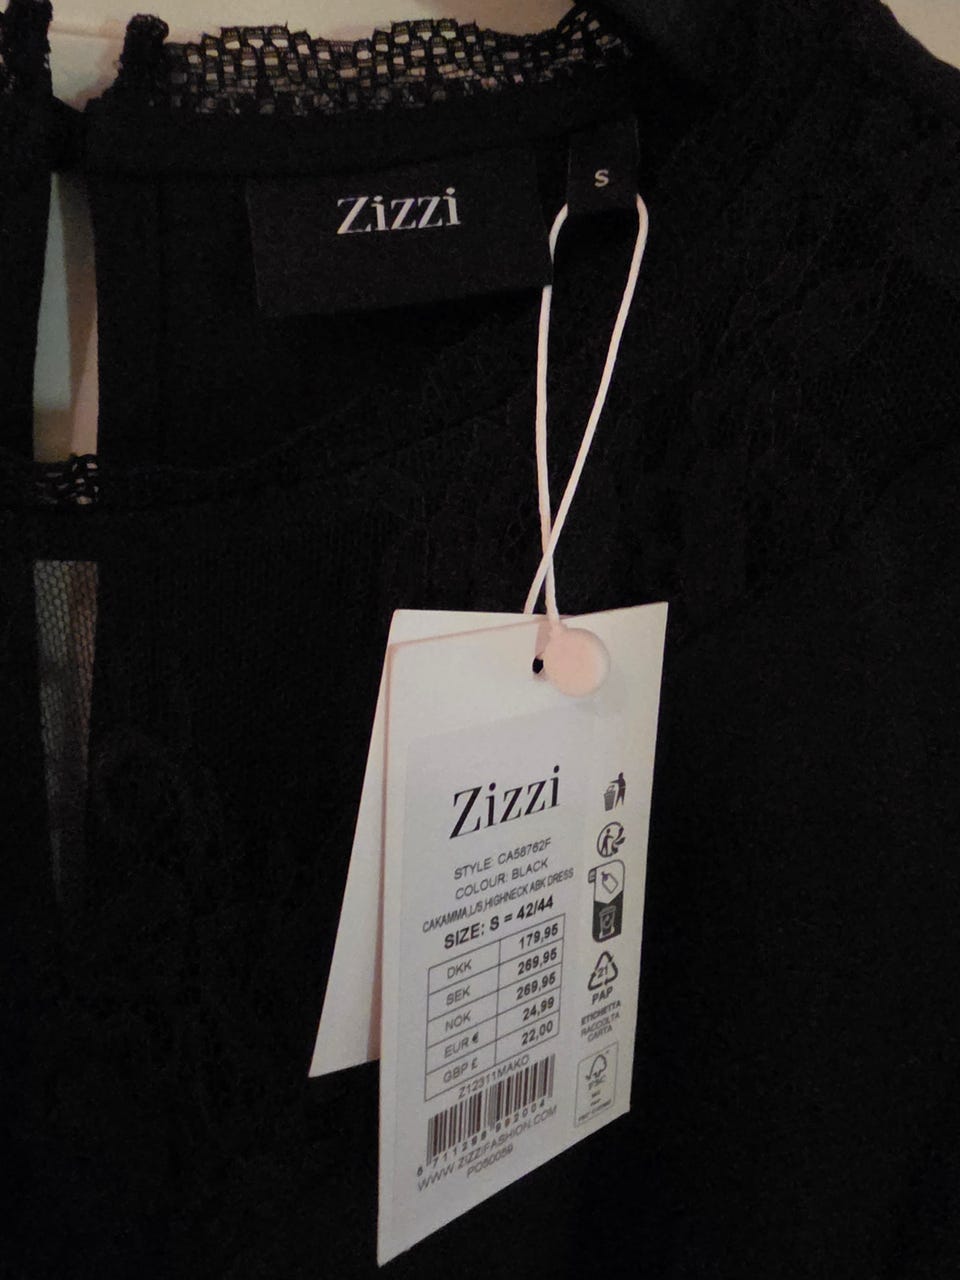 Zizzi
S
Zizzi
STYLE: CA58762F
COLOUR: BLACK
CAKAMMA,L/S,HIGHNECK ABK DRESS
SIZE: S = 42/44
DKK 179,95
SEK 269,95
NOK 269,95
EUR € 24,99
GBP £ 22,00
Z12311MAKO
WWW.ZIZZIFASHION.COM
PO50059
21
PAP
ETICHETTA
RACCOLTA
CARTA
FSC